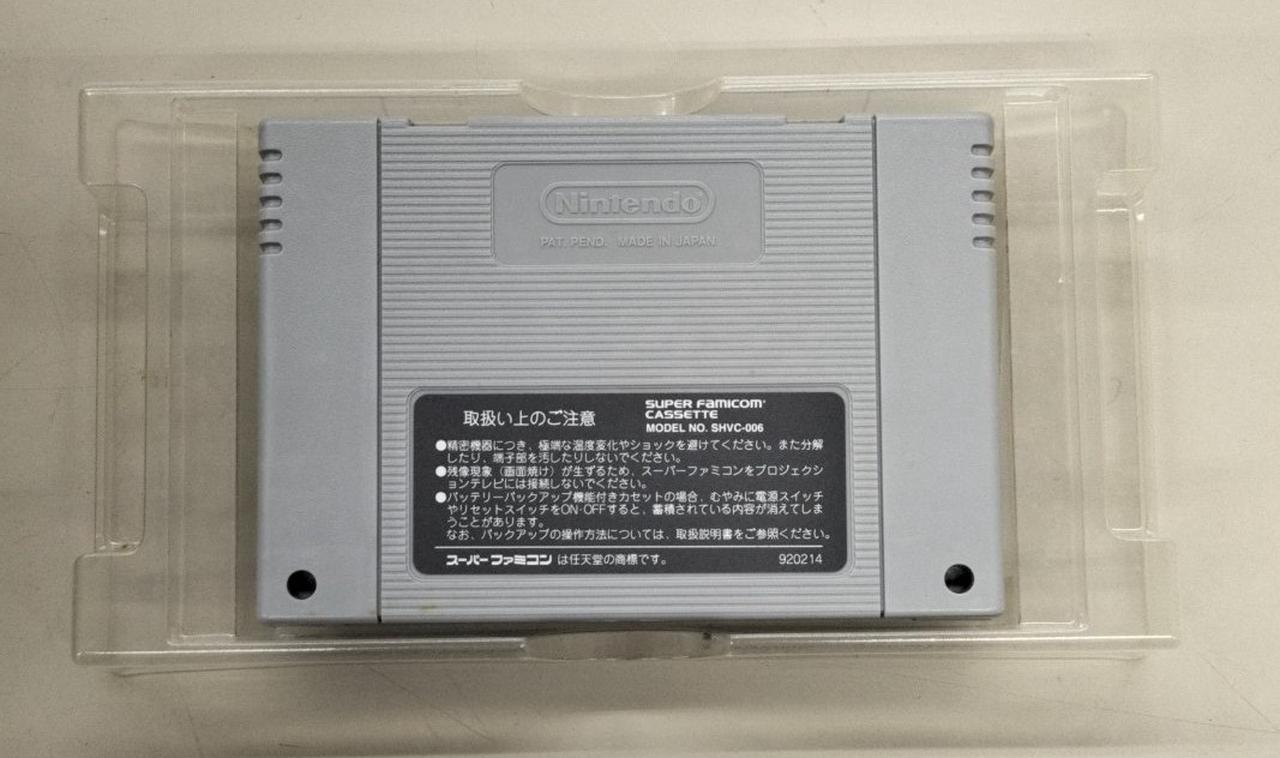 Nintendo
PAT. PEND. MADE IN JAPAN
取扱い上のご注意
SUPER FAMICOM
CASSETTE
MODEL NO. SHVC-006
●精密機器につき、極端な温度変化やショックを避けてください。また分解
したり、端子部を汚したりしないでください。
●残像現象（画面焼け）が生ずるため、スーパーファミコンをプロジェクシ
ョンテレビには接続しないでください。
●バッテリーバックアップ機能付きカセットの場合、むやみに電源スイッチ
やリセットスイッチをON·OFFすると、蓄積されている内容が消えてしま
うことがあります。
なお、バックアップの操作方法については、取扱説明書をご参照ください。
スーパーファミコン は任天堂の商標です。
920214